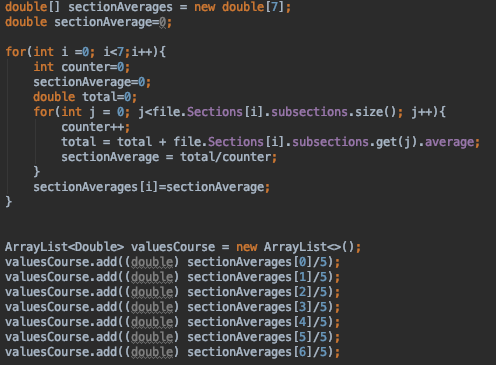 double[] sectionAverages = new double[7];
double sectionAverage=0;
for(int i =0; i<7;i++){
int counter=0;
sectionAverage=0;
double total=0;
for(int j = 0; j<file.Sections[i].subsections.size(); j++){
counter++;
total = total + file.Sections[i].subsections.get(j).average;
sectionAverage = total/counter;
}
sectionAverages[i]=sectionAverage;
}
ArrayList<Double> valuesCourse = new ArrayList<>();
valuesCourse.add((double) sectionAverages[0]/5);
valuesCourse.add((double) sectionAverages[1]/5);
valuesCourse.add((double) sectionAverages[2]/5);
valuesCourse.add((double) sectionAverages[3]/5);
valuesCourse.add((double) sectionAverages[4]/5);
valuesCourse.add((double) sectionAverages[5]/5);
valuesCourse.add((double) sectionAverages[6]/5);